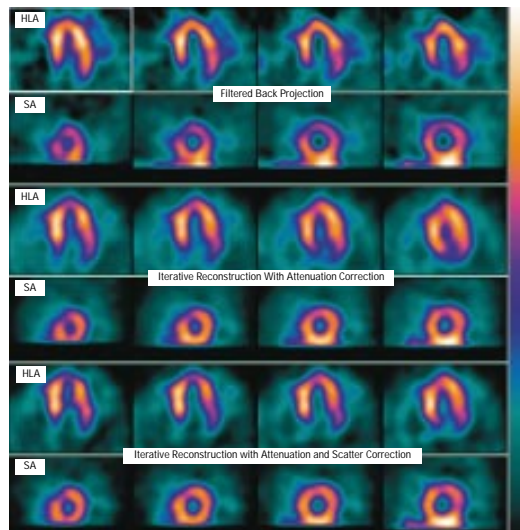 HLA
Filtered Back Projection
SA
HLA
Iterative Reconstruction With Attenuation Correction
SA
HLA
Iterative Reconstruction with Attenuation and Scatter Correction
SA